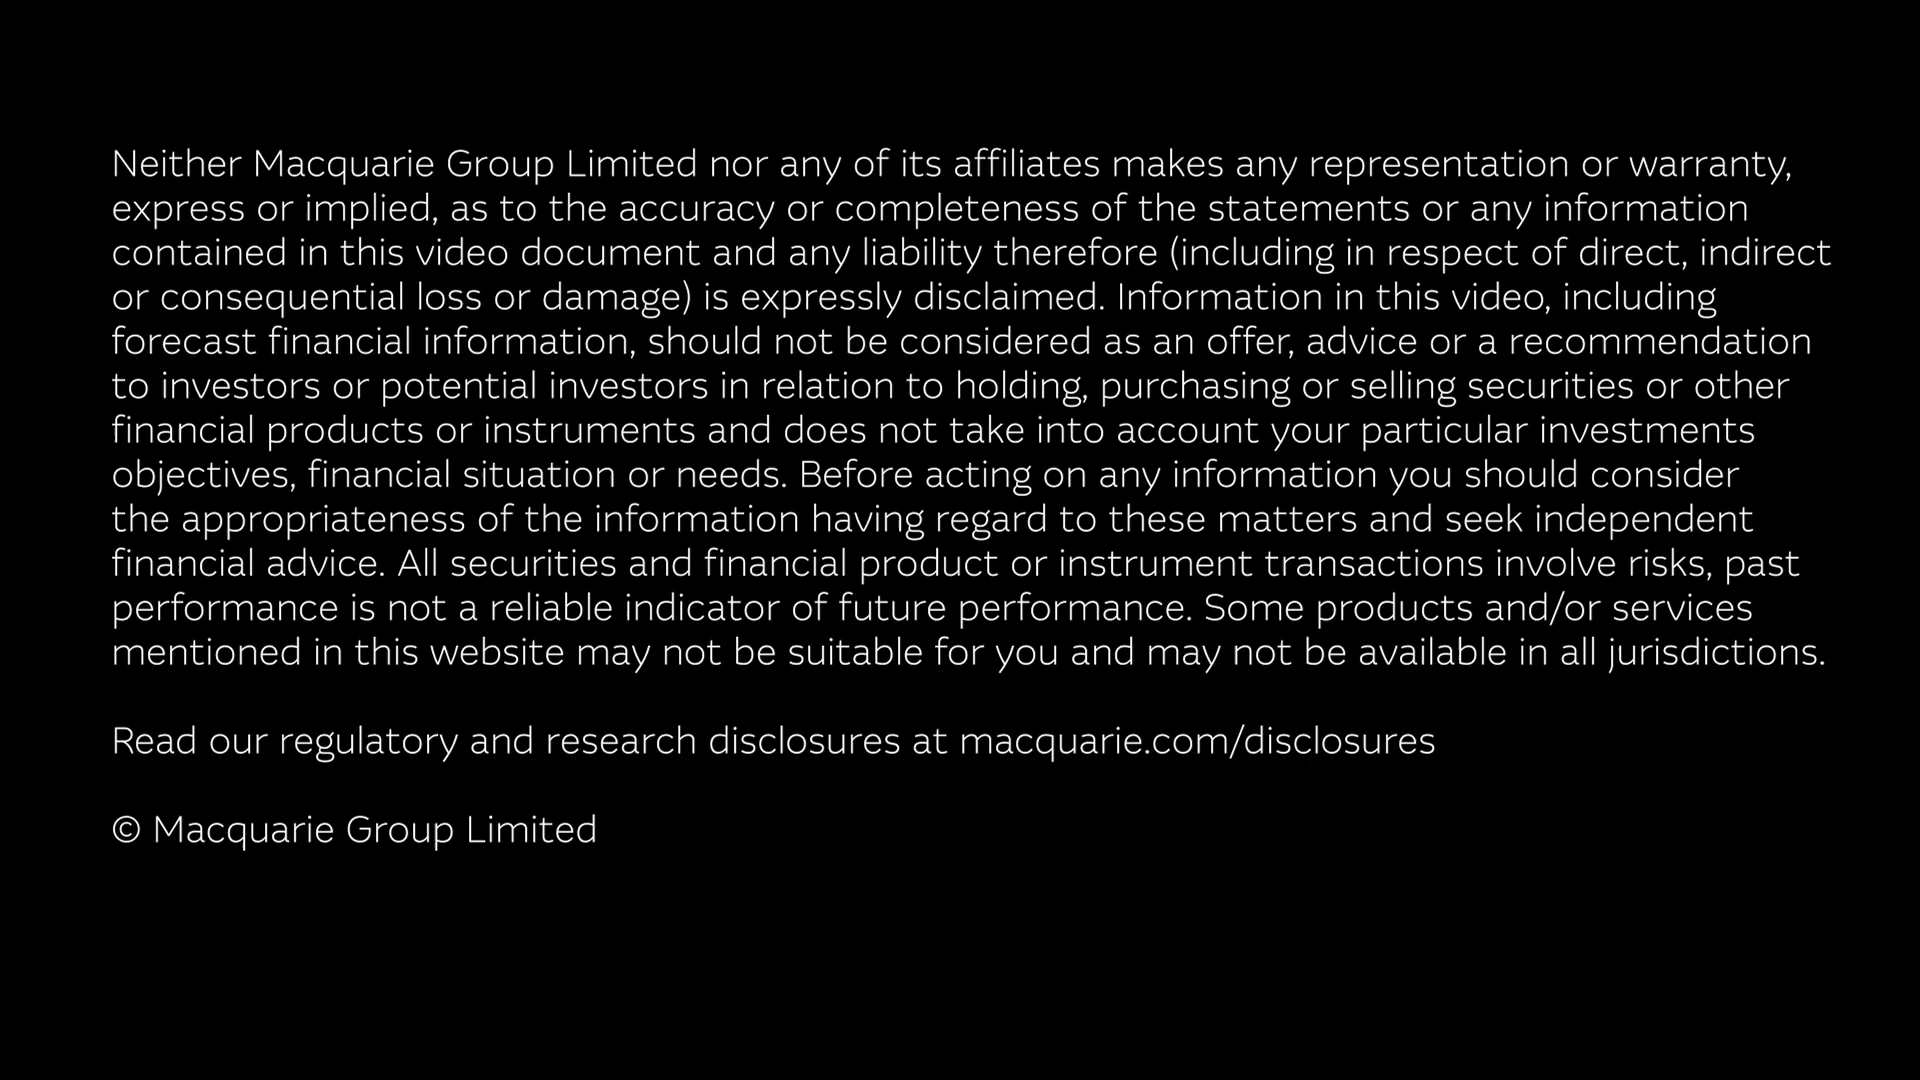 Neither Macquarie Group Limited nor any of its affiliates makes any representation or warranty,
express or implied, as to the accuracy or completeness of the statements or any information
contained in this video document and any liability therefore (including in respect of direct, indirect
or consequential loss or damage) is expressly disclaimed. Information in this video, including
forecast financial information, should not be considered as an offer, advice or a recommendation
to investors or potential investors in relation to holding, purchasing or selling securities or other
financial products or instruments and does not take into account your particular investments
objectives, financial situation or needs. Before acting on any information you should consider
the appropriateness of the information having regard to these matters and seek independent
financial advice. All securities and financial product or instrument transactions involve risks, past
performance is not a reliable indicator of future performance. Some products and/or services
mentioned in this website may not be suitable for you and may not be available in all jurisdictions.
Read our regulatory and research disclosures at macquarie.com/disclosures
© Macquarie Group Limited